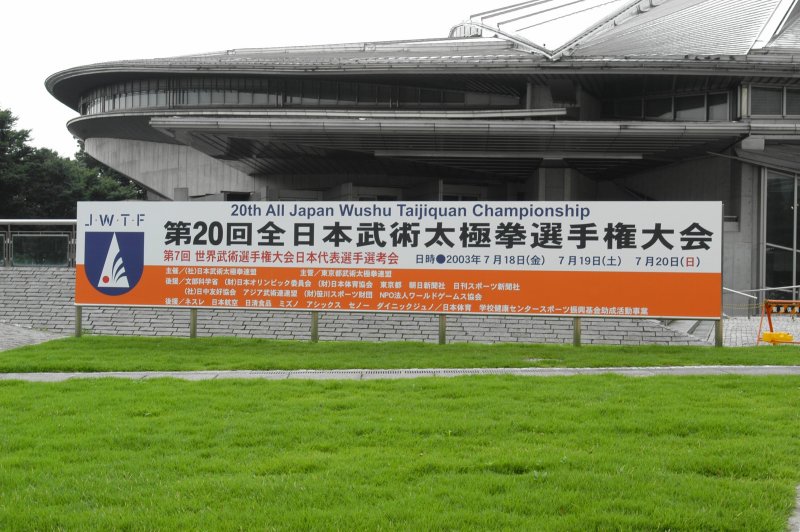 J·W·T·F
20th All Japan Wushu Taijiquan Championship
第20回全日本武術太極拳選手権大会
第7回 世界武術選手権大会日本代表選手選考会
日時●2003年7月18日(金) 7月19日(土) 7月20日(日)
主催/(社)日本武術太極拳連盟 主管/東京都武術太極拳連盟
後援/文部科学省 (財)日本オリンピック委員会 (財)日本体育協会 東京都 朝日新聞社 日刊スポーツ新聞社
(社)日中友好協会 アジア武術連盟 (財)笹川スポーツ財団 NPO法人ワールドゲームス協会
後援/ネスレ 日本航空 日清食品 ミズノ アシックス セノー ダイニックジュノ/日本体育 学校健康センタースポーツ振興基金助成活動事業